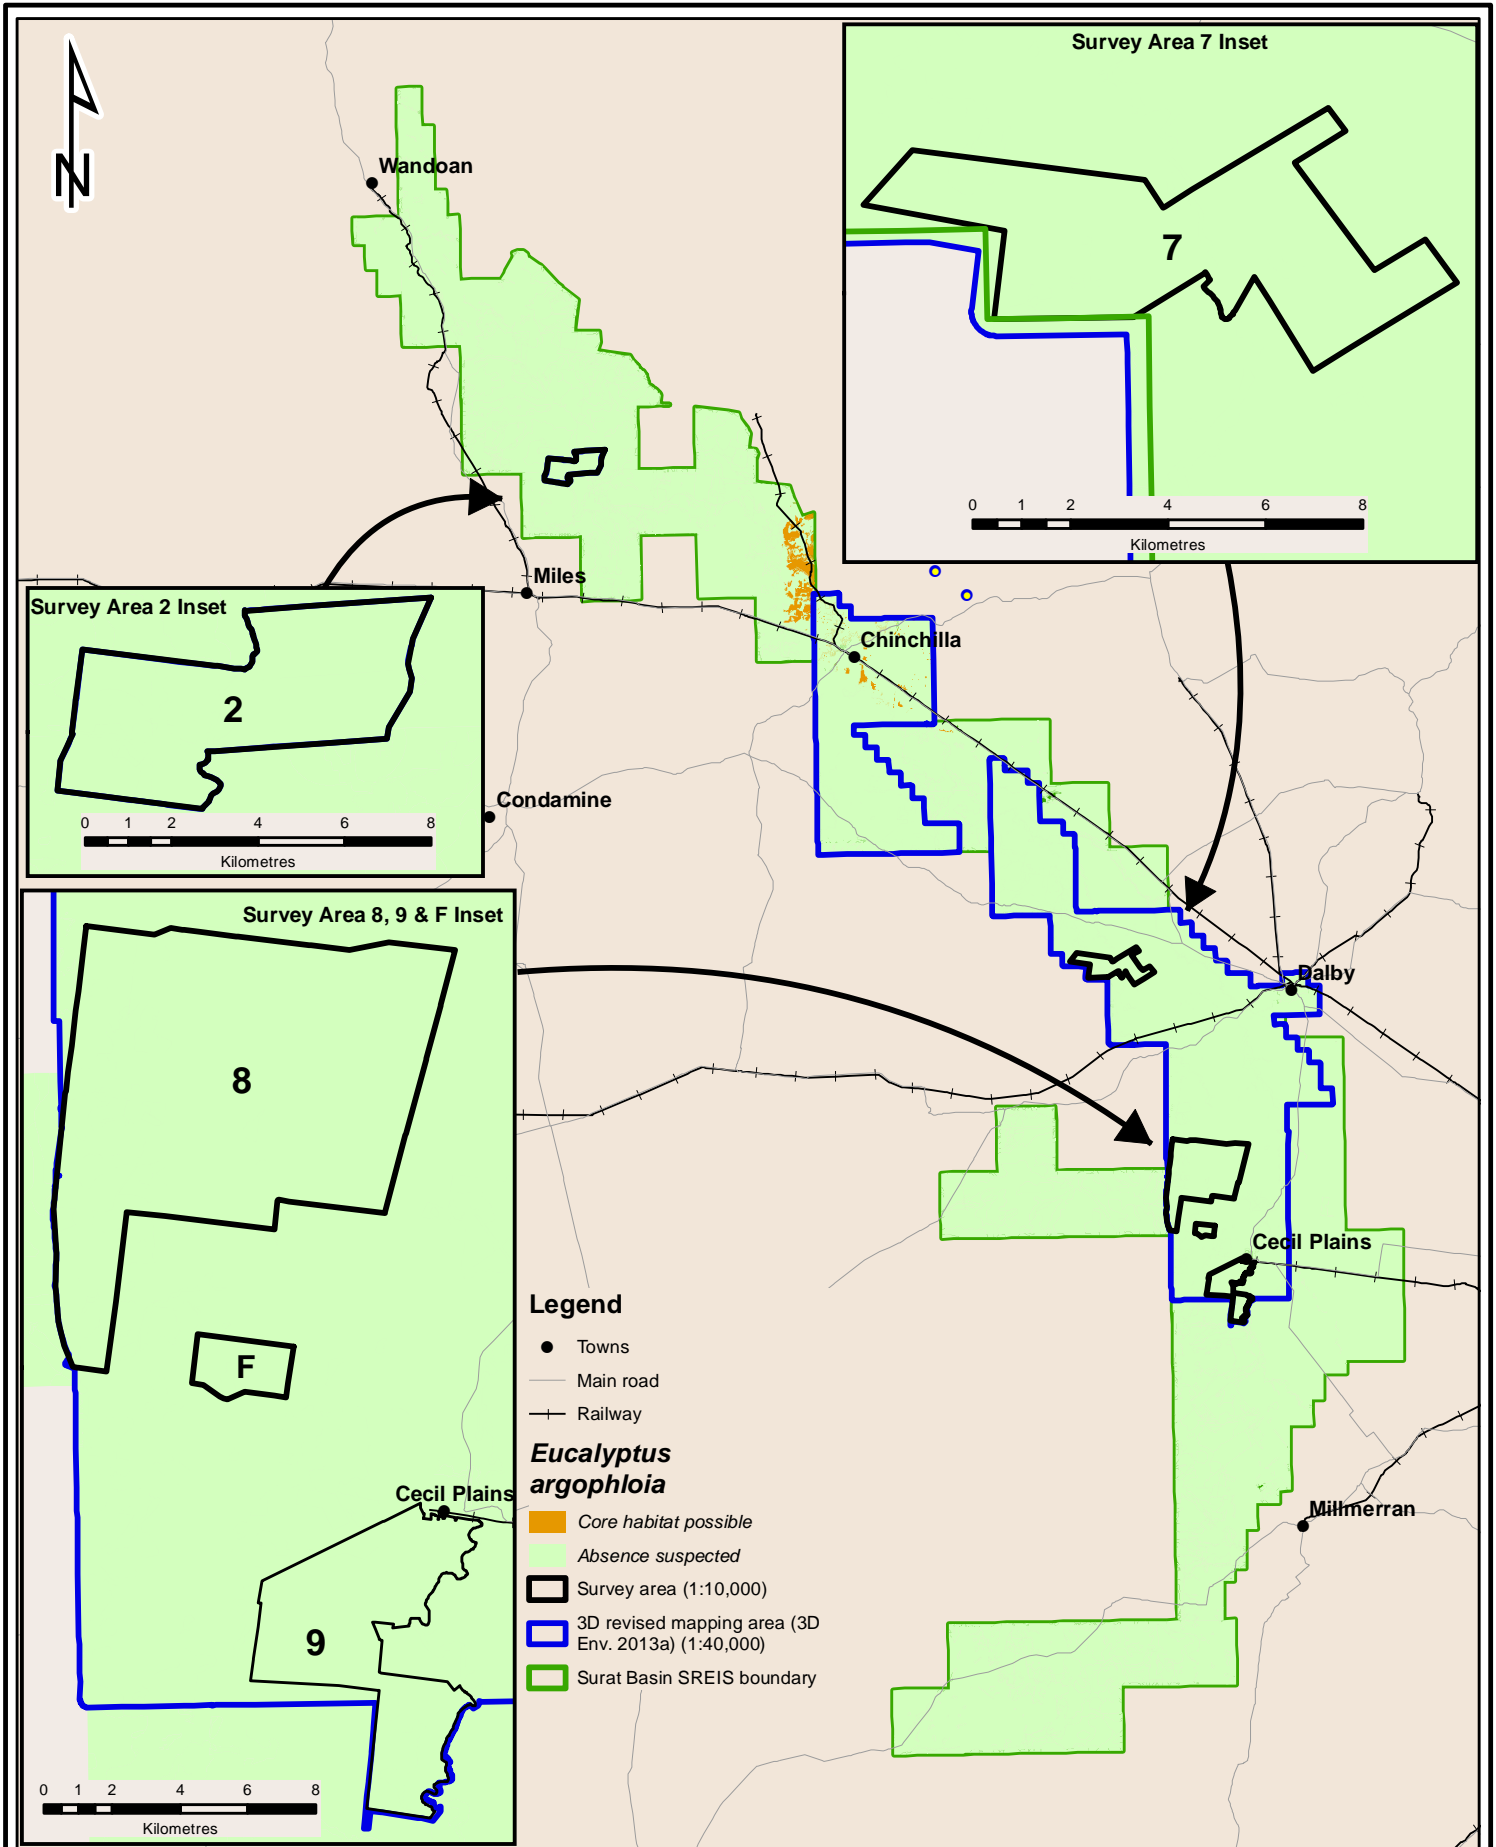 Survey Area 7 Inset
7
0 1 2 4 6 8
Kilometres
N
Wandoan
Miles
Survey Area 2 Inset
2
0 1 2 4 6 8
Kilometres
Chinchilla
Condamine
Survey Area 8, 9 & F Inset
8
F
Cecil Plains
9
0 1 2 4 6 8
Kilometres
Dalby
Cecil Plains
Millmerran
Legend
Towns
Main road
Railway
Eucalyptus
argophloia
Core habitat possible
Absence suspected
Survey area (1:10,000)
3D revised mapping area (3D
Env. 2013a) (1:40,000)
Surat Basin SREIS boundary